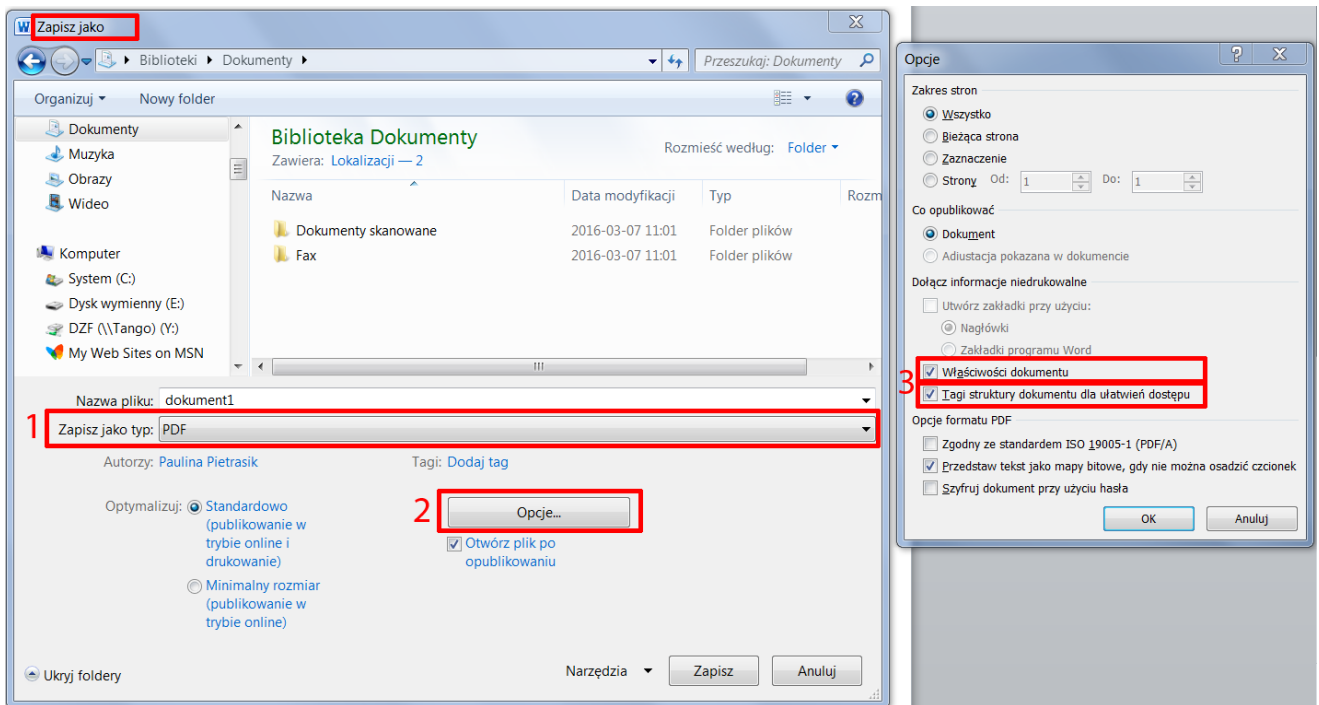 Zapisz jako
Biblioteki Dokumenty
Przeszukaj: Dokumenty
Organizuj Nowy folder
Dokumenty
Muzyka
Obrazy
Wideo
Komputer
System (C:)
Dysk wymienny (E:)
DZF (\\Tango) (Y:)
My Web Sites on MSN
Biblioteka Dokumenty
Zawiera: Lokalizacji — 2
Rozmieść według: Folder
Nazwa Data modyfikacji Typ Rozm
Dokumenty skanowane 2016-03-07 11:01 Folder plików
Fax 2016-03-07 11:01 Folder plików
Nazwa pliku: dokument1
1 Zapisz jako typ: PDF
Autorzy: Paulina Pietrasik Tagi: Dodaj tag
Optymalizuj: Standardowo
(publikowanie w
trybie online i
drukowanie)
Minimalny rozmiar
(publikowanie w
trybie online)
2 Opcje...
Otwórz plik po
opublikowaniu
Ukryj foldery
Narzędzia Zapisz Anuluj
Opcje
Zakres stron
Wszystko
Bieżąca strona
Zaznaczenie
Strony Od: 1 Do: 1
Co opublikować
Dokument
Adiustacja pokazana w dokumencie
Dołącz informacje niedrukowalne
Utwórz zakładki przy użyciu:
Nagłówki
Zakładki programu Word
3
Właściwości dokumentu
Tagi struktury dokumentu dla ułatwień dostępu
Opcje formatu PDF
Zgodny ze standardem ISO 19005-1 (PDF/A)
Przedstaw tekst jako mapy bitowe, gdy nie można osadzić czcionek
Szyfruj dokument przy użyciu hasła
OK Anuluj